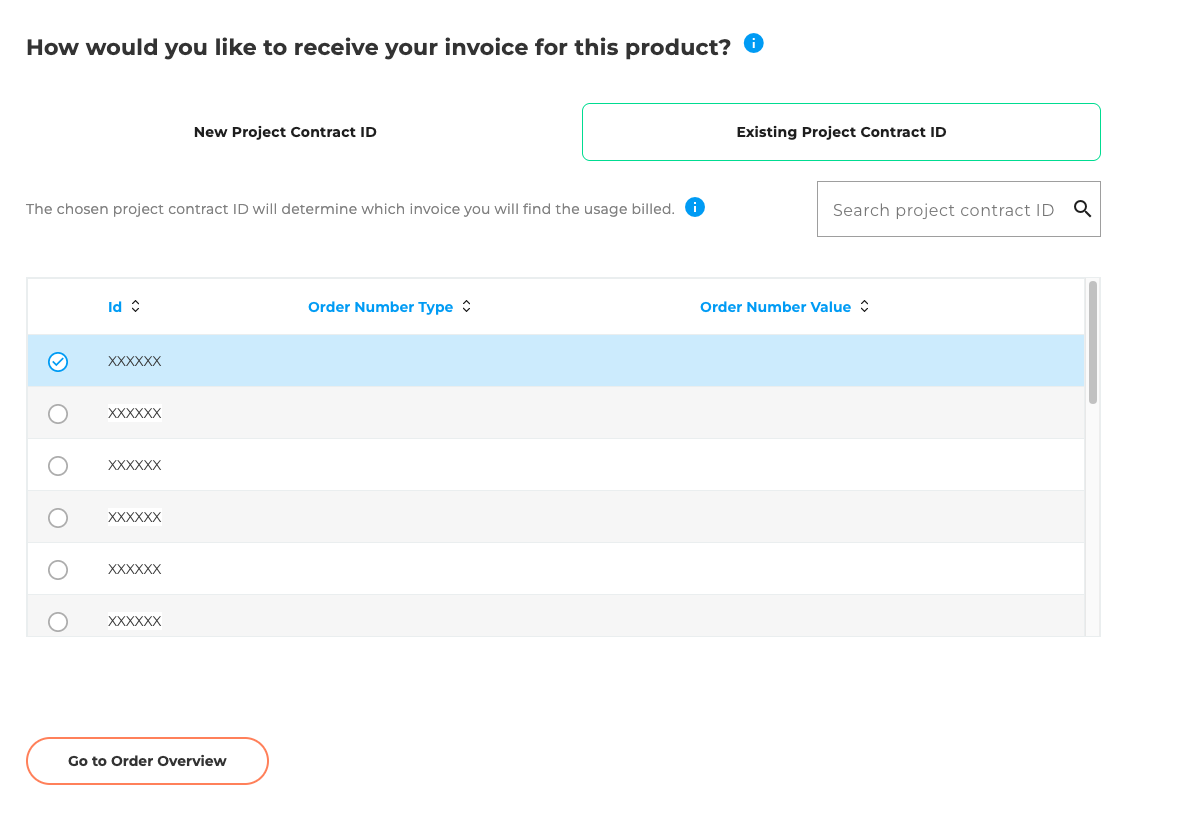 How would you like to receive your invoice for this product?
New Project Contract ID
Existing Project Contract ID
The chosen project contract ID will determine which invoice you will find the usage billed.
Search project contract ID
Id Order Number Type Order Number Value
XXXXXX
XXXXXX
XXXXXX
XXXXXX
XXXXXX
XXXXXX
Go to Order Overview